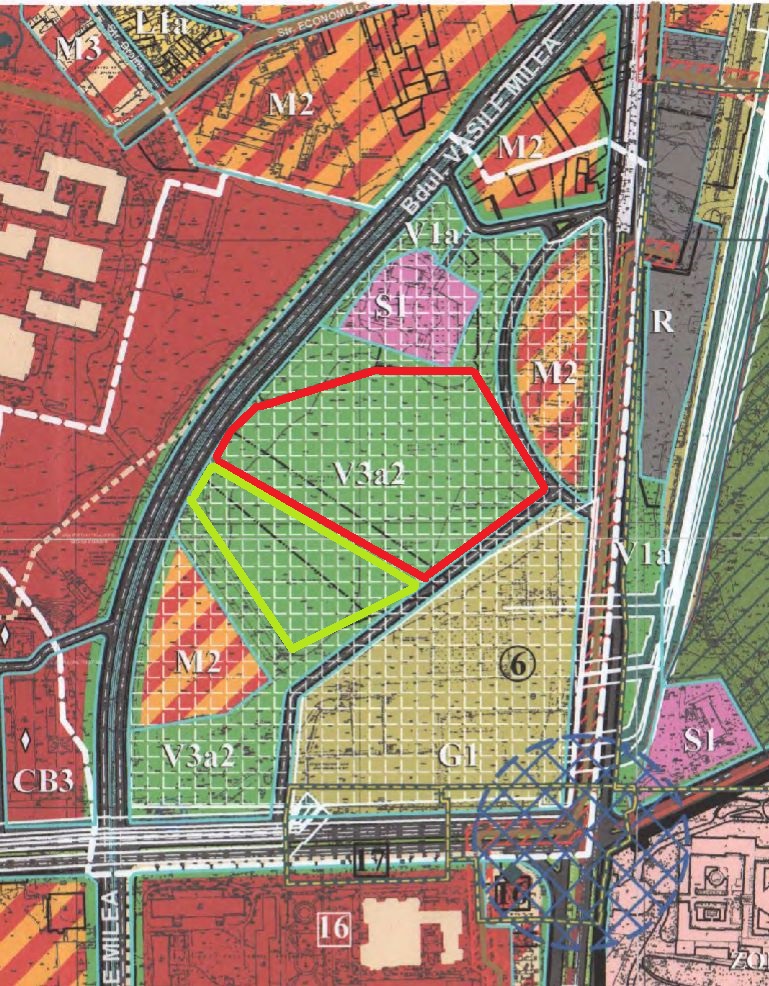 L1a
M3
Str. ECONOMU C
M2
Bdul. VASILE MILEA
M2
V1a
S1
R
M2
V3a2
V1a
M2
6
V3a2
G1
S1
CB3
17
16
E MILEA
ZO